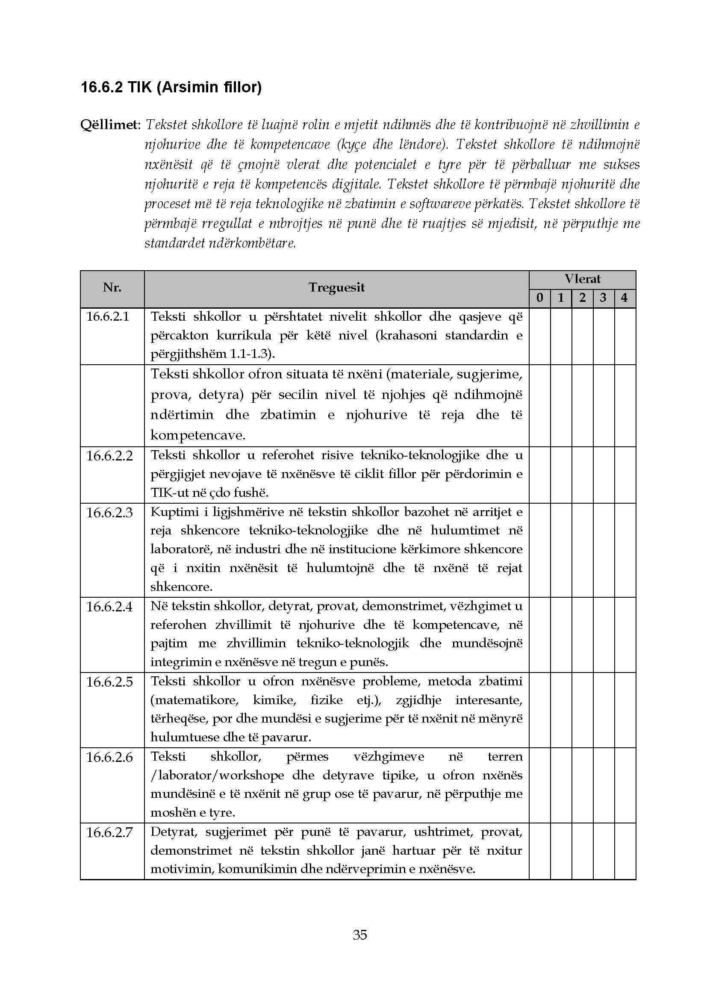 16.6.2 TIK (Arsimin fillor)
Qëllimet: Tekstet shkollore të luajnë rolin e mjetit ndihmës dhe të kontribuojnë në zhvillimin e
njohurive dhe të kompetencave (kyçe dhe lëndore). Tekstet shkollore të ndihmojnë
nxënësit që të çmojnë vlerat dhe potencialet e tyre për të përballuar me sukses
njohuritë e reja të kompetencës digjitale. Tekstet shkollore të përmbajë njohuritë dhe
proceset më të reja teknologjike në zbatimin e softwareve përkatës. Tekstet shkollore të
përmbajë rregullat e mbrojtjes në punë dhe të ruajtjes së mjedisit, në përputhje me
standardet ndërkombëtare.
Nr. Treguesit Vlerat
0 1 2 3 4
16.6.2.1 Teksti shkollor u përshtatet nivelit shkollor dhe qasjeve që
përcakton kurrikula për këtë nivel (krahasoni standardin e
përgjithshëm 1.1-1.3).
Teksti shkollor ofron situata të nxëni (materiale, sugjerime,
prova, detyra) për secilin nivel të njohjes që ndihmojnë
ndërtimin dhe zbatimin e njohurive të reja dhe të
kompetencave.
16.6.2.2 Teksti shkollor u referohet risive tekniko-teknologjike dhe u
përgjigjet nevojave të nxënësve të ciklit fillor për përdorimin e
TIK-ut në çdo fushë.
16.6.2.3 Kuptimi i ligjshmërive në tekstin shkollor bazohet në arritjet e
reja shkencore tekniko-teknologjike dhe në hulumtimet në
laboratorë, në industri dhe në institucione kërkimore shkencore
që i nxitin nxënësit të hulumtojnë dhe të nxënë të rejat
shkencore.
16.6.2.4 Në tekstin shkollor, detyrat, provat, demonstrimet, vëzhgimet u
referohen zhvillimit të njohurive dhe të kompetencave, në
pajtim me zhvillimin tekniko-teknologjik dhe mundësojnë
integrimin e nxënësve në tregun e punës.
16.6.2.5 Teksti shkollor u ofron nxënësve probleme, metoda zbatimi
(matematikore, kimike, fizike etj.), zgjidhje interesante,
tërheqëse, por dhe mundësi e sugjerime për të nxënit në mënyrë
hulumtuese dhe të pavarur.
16.6.2.6 Teksti shkollor, përmes vëzhgimeve në terren
/laborator/workshope dhe detyrave tipike, u ofron nxënës
mundësinë e të nxënit në grup ose të pavarur, në përputhje me
moshën e tyre.
16.6.2.7 Detyrat, sugjerimet për punë të pavarur, ushtrimet, provat,
demonstrimet në tekstin shkollor janë hartuar për të nxitur
motivimin, komunikimin dhe ndërveprimin e nxënësve.
35